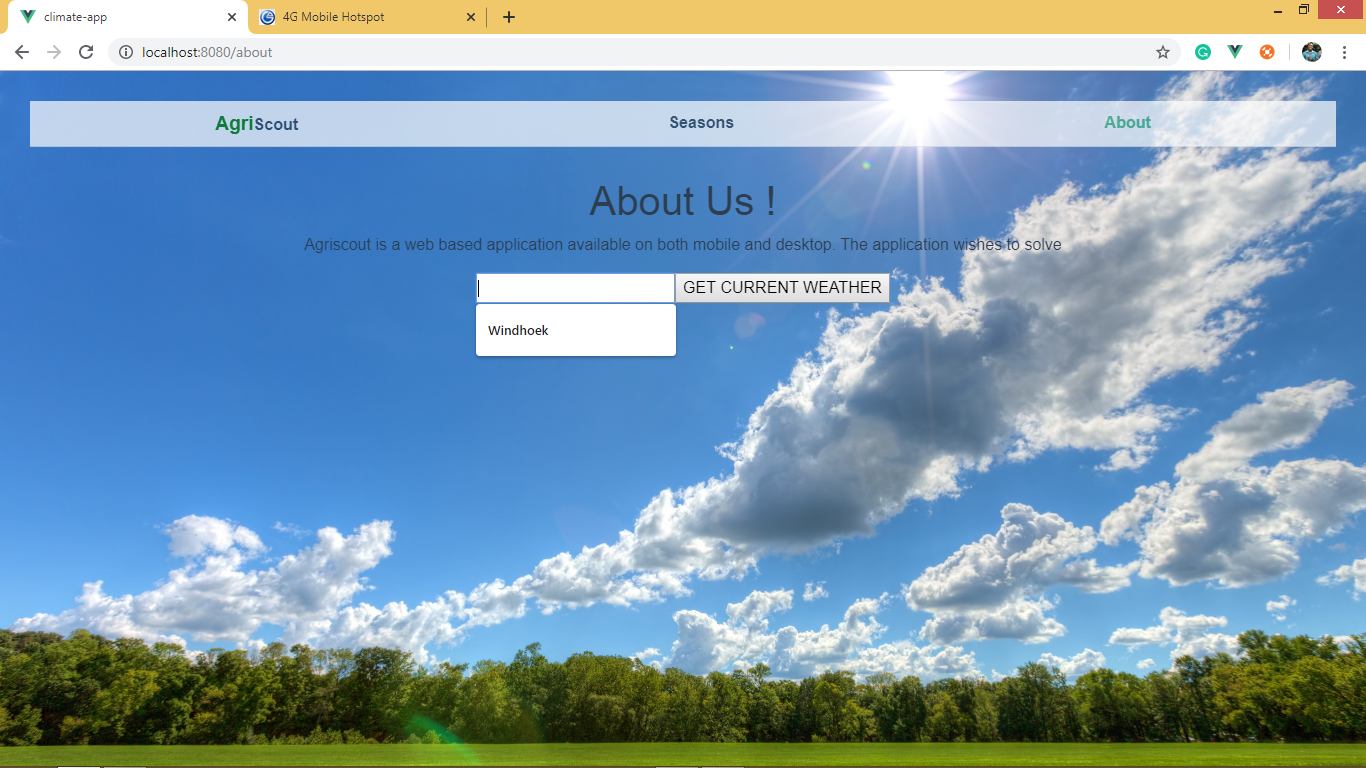 climate-app
4G Mobile Hotspot
localhost:8080/about
AgriScout
Seasons
About
About Us !
Agriscout is a web based application available on both mobile and desktop. The application wishes to solve
GET CURRENT WEATHER
Windhoek